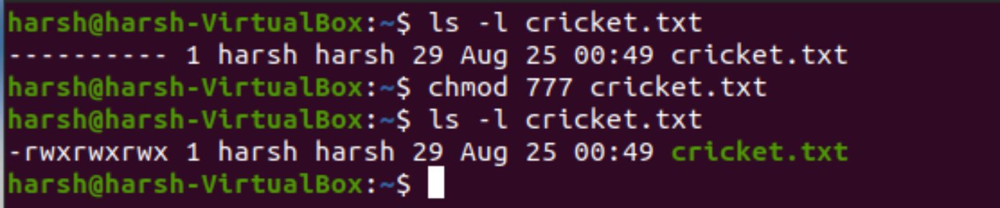 harsh@harsh-VirtualBox:~$ ls -l cricket.txt
---------- 1 harsh harsh 29 Aug 25 00:49 cricket.txt
harsh@harsh-VirtualBox:~$ chmod 777 cricket.txt
harsh@harsh-VirtualBox:~$ ls -l cricket.txt
-rwxrwxrwx 1 harsh harsh 29 Aug 25 00:49 cricket.txt
harsh@harsh-VirtualBox:~$